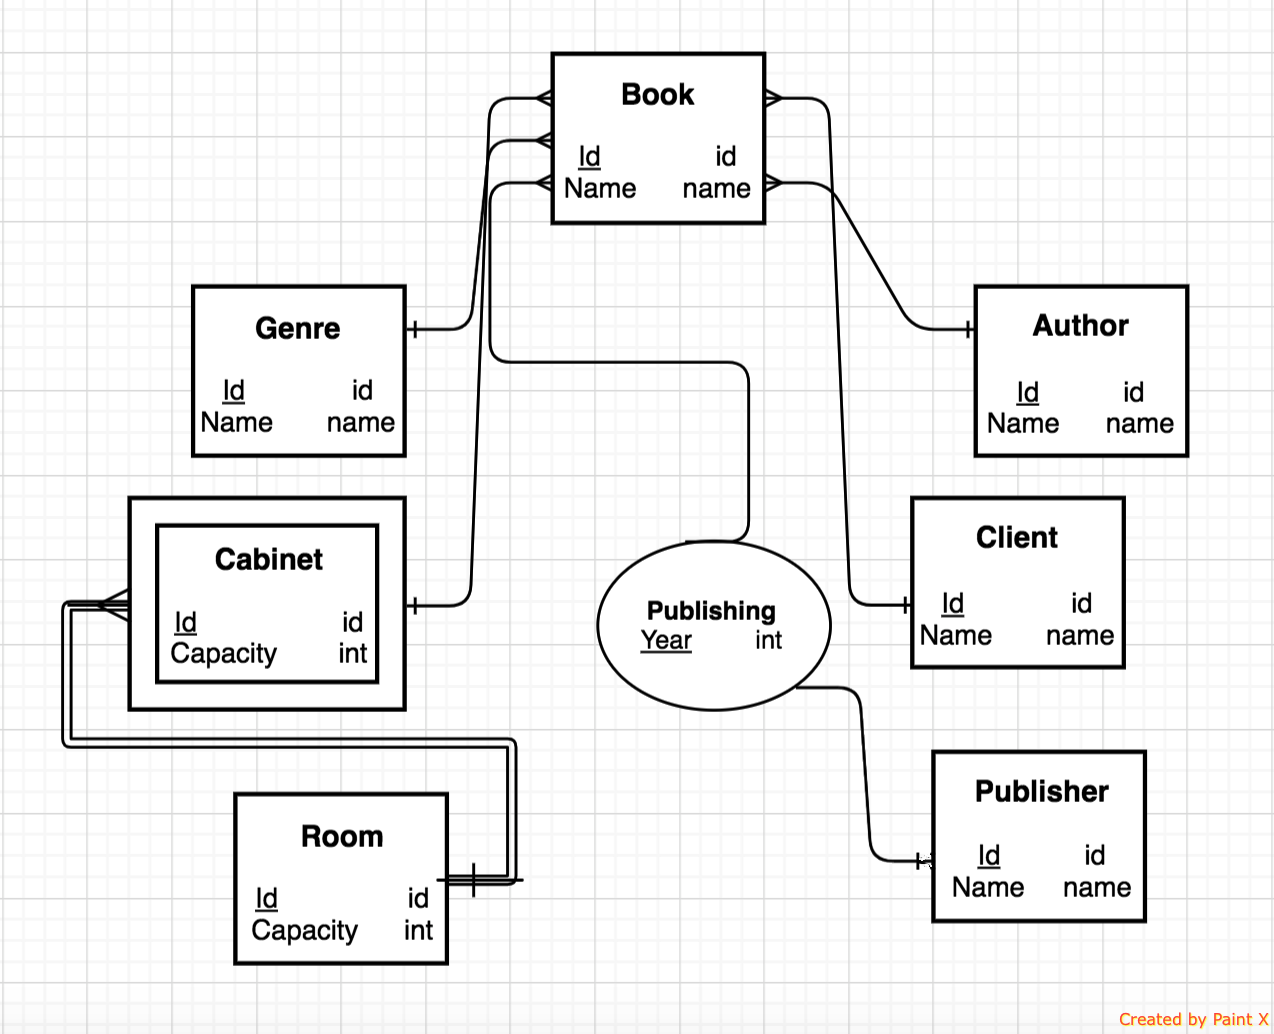 Book
Id id
Name name
Genre
Id id
Name name
Author
Id id
Name name
Cabinet
Id id
Capacity int
Publishing
Year int
Client
Id id
Name name
Room
Id id
Capacity int
Publisher
Id id
Name name
Created by Paint X